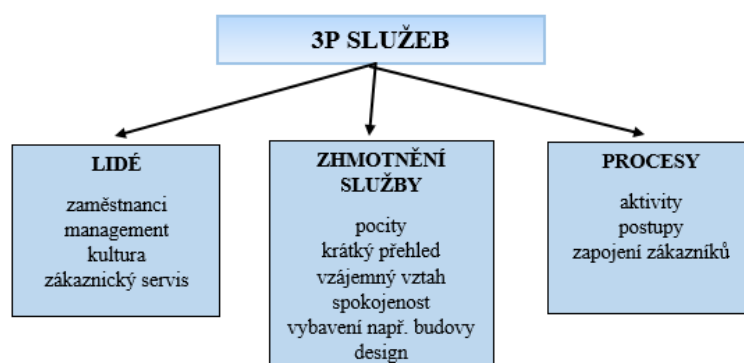 3P SLUŽEB
LIDÉ
zaměstnanci
management
kultura
zákaznický servis
ZHMOTNĚNÍ
SLUŽBY
pocity
krátký přehled
vzájemný vztah
spokojenost
vybavení např. budovy
design
PROCESY
aktivity
postupy
zapojení zákazníků